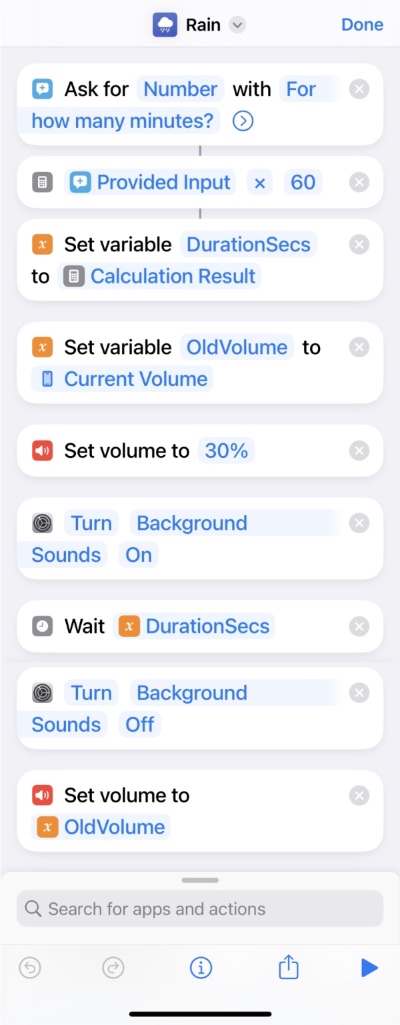 Rain
Done
Ask for Number with For
how many minutes?
Provided Input × 60
Set variable DurationSecs
to Calculation Result
Set variable OldVolume to
Current Volume
Set volume to 30%
Turn Background
Sounds On
Wait DurationSecs
Turn Background
Sounds Off
Set volume to
OldVolume
Search for apps and actions